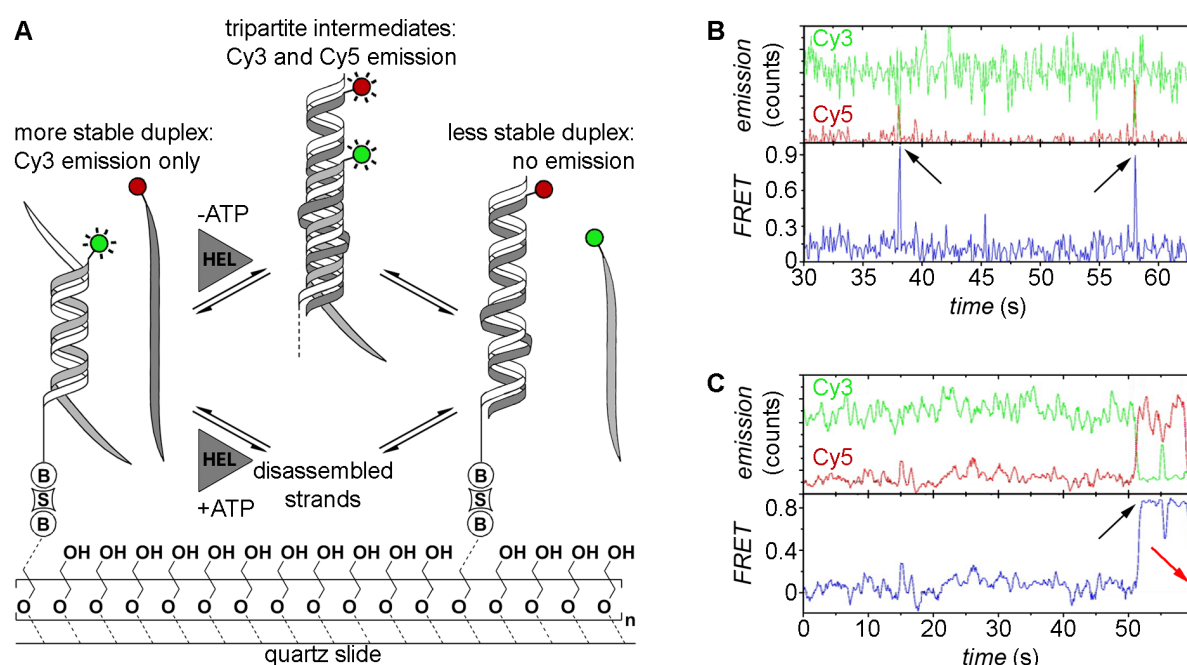 A
tripartite intermediates:
Cy3 and Cy5 emission
more stable duplex:
Cy3 emission only
less stable duplex:
no emission
-ATP
HEL
HEL
+ATP
disassembled
strands
B
S
B
B
S
B
OH OH OH OH OH OH OH OH OH OH OH OH OH OH OH
O O O O O O O O O O O O O O O
n
quartz slide
B
Cy3
Cy5
emission
(counts)
0.9
0.6
0.3
0
FRET
30 35 40 45 50 55 60
time (s)
C
Cy3
Cy5
emission
(counts)
0.8
0.4
0
FRET
0 10 20 30 40 50
time (s)